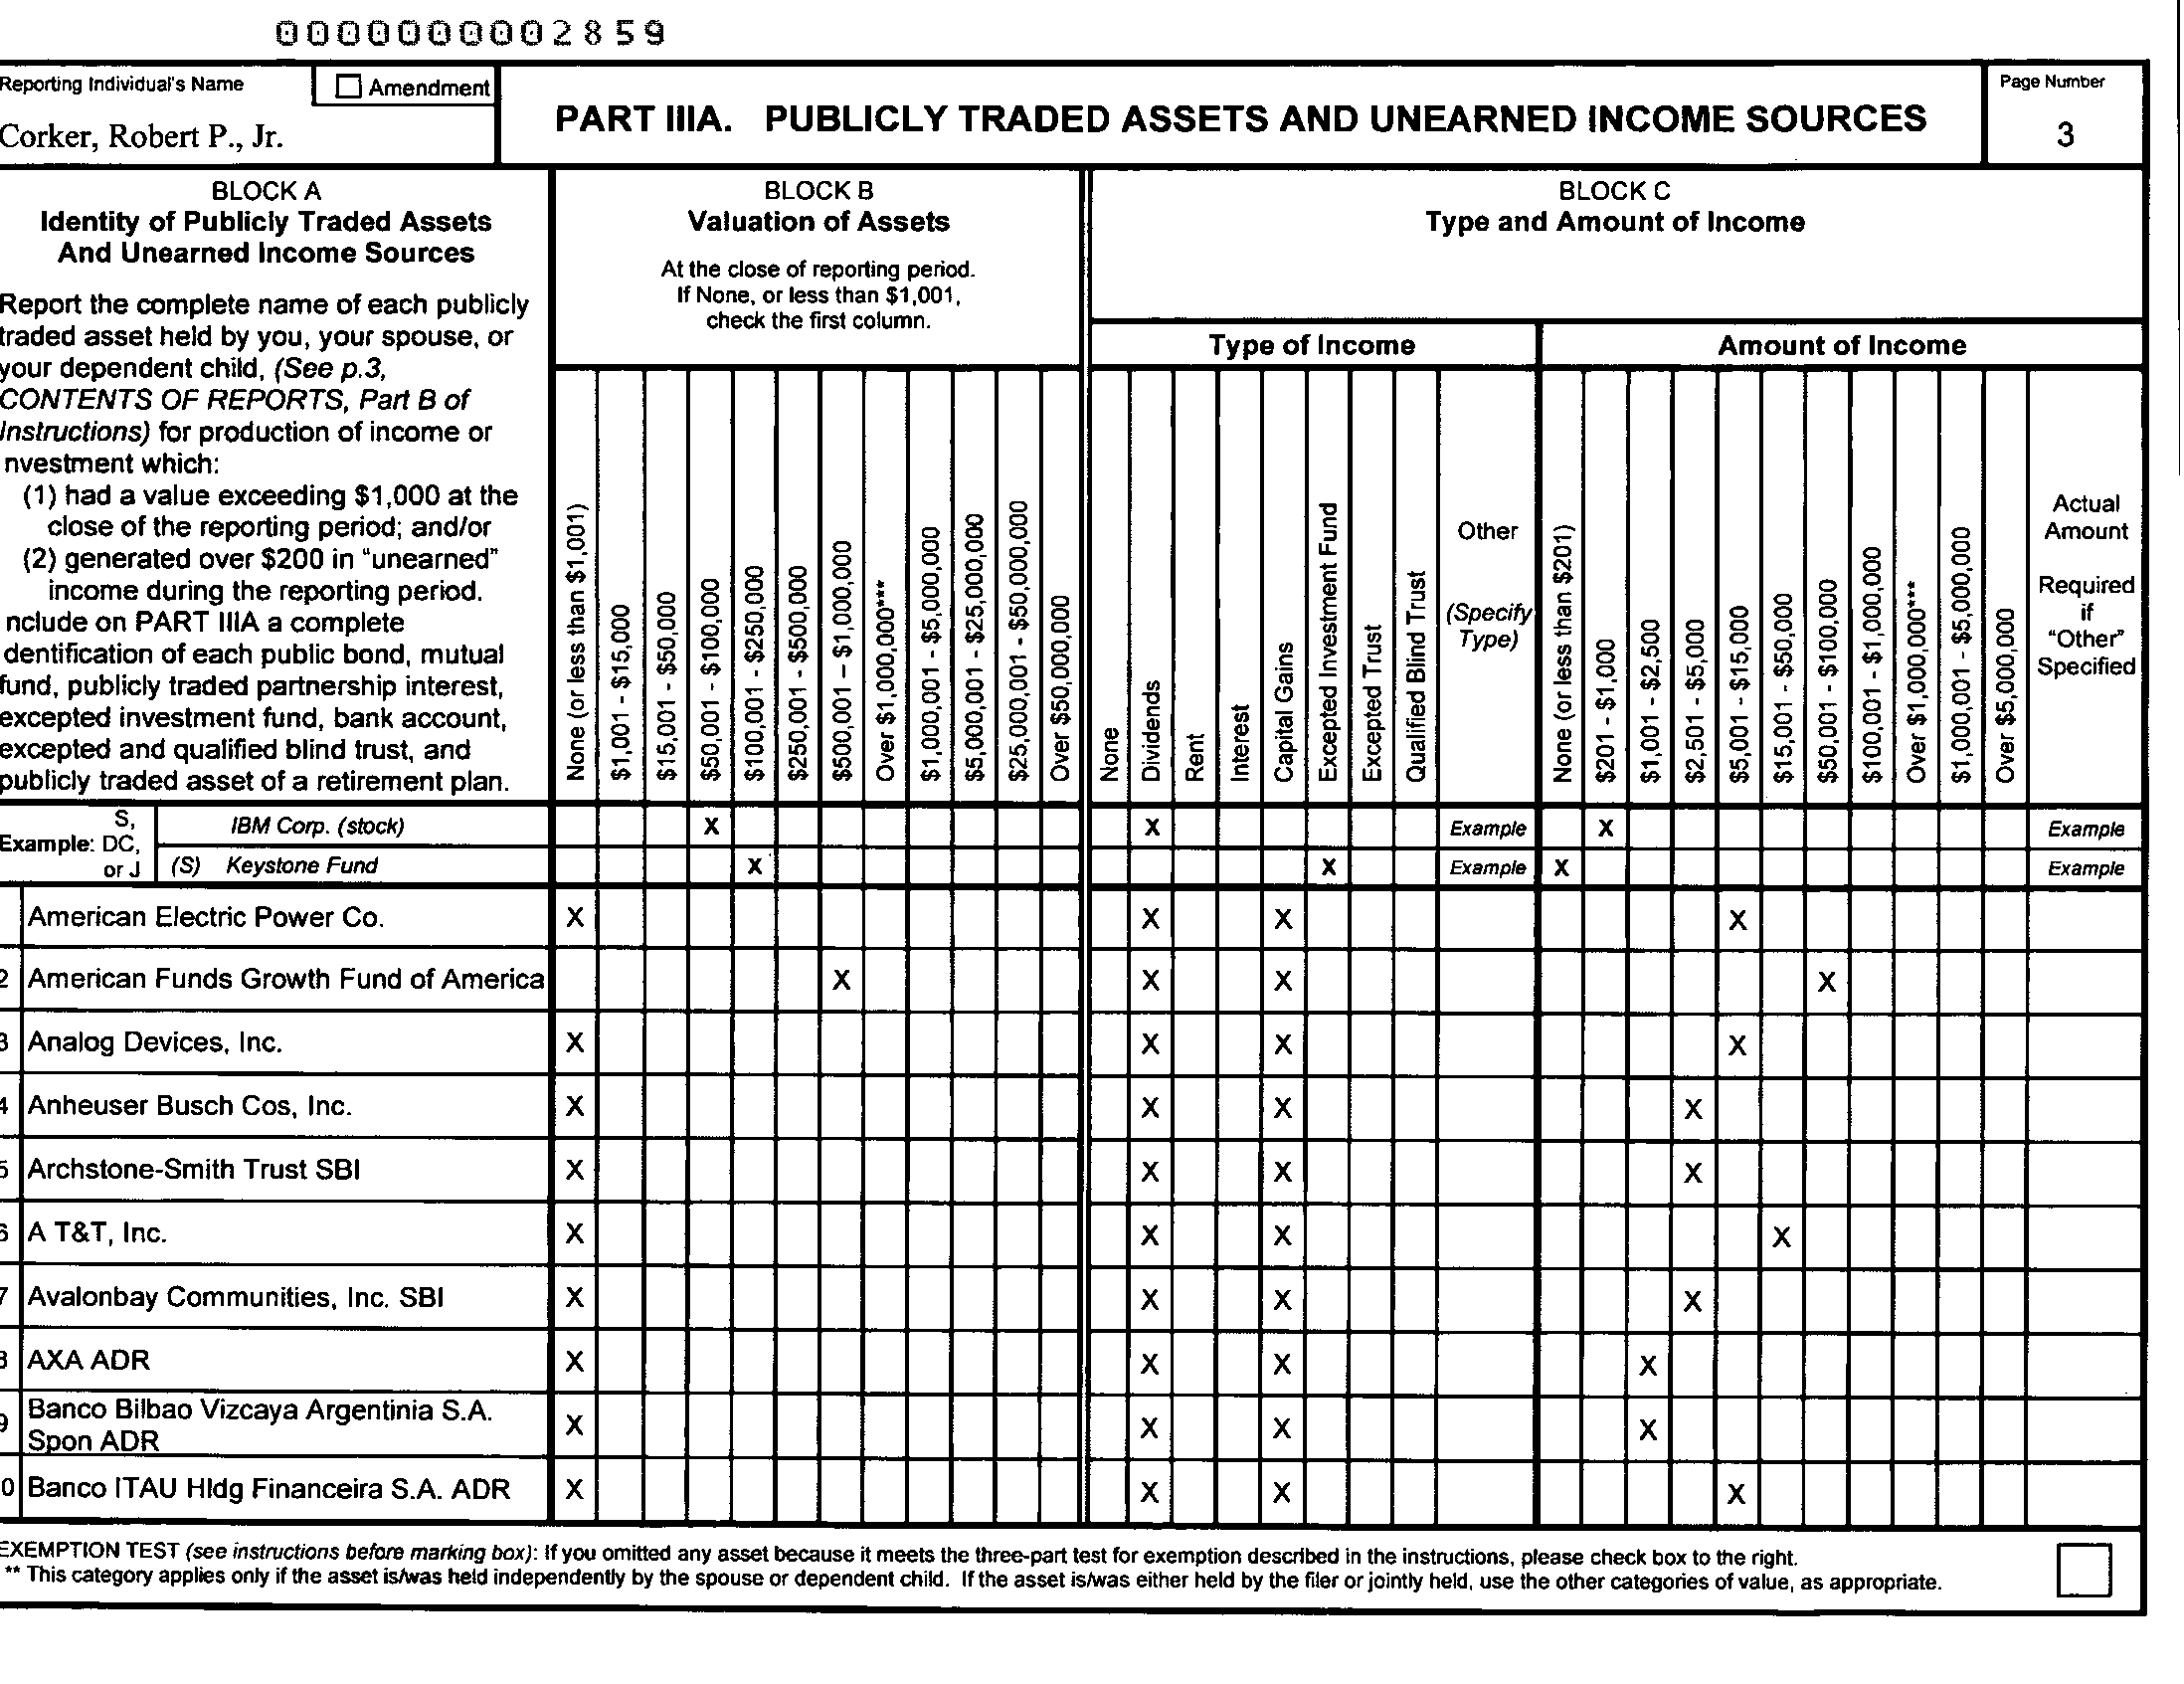 0000000002859
Reporting Individual's Name
Amendment
Corker, Robert P., Jr.
PART IIIA. PUBLICLY TRADED ASSETS AND UNEARNED INCOME SOURCES
Page Number
3
BLOCK A
Identity of Publicly Traded Assets
And Unearned Income Sources
Report the complete name of each publicly
traded asset held by you, your spouse, or
your dependent child, (See p.3,
CONTENTS OF REPORTS, Part B of
Instructions) for production of income or
nvestment which:
(1) had a value exceeding $1,000 at the
close of the reporting period; and/or
(2) generated over $200 in "unearned"
income during the reporting period.
nclude on PART IIIA a complete
dentification of each public bond, mutual
fund, publicly traded partnership interest,
excepted investment fund, bank account,
excepted and qualified blind trust, and
publicly traded asset of a retirement plan.
BLOCK B
Valuation of Assets
At the close of reporting period.
If None, or less than $1,001,
check the first column.
None (or less than $1,001)
$1,001 - $15,000
$15,001 - $50,000
$50,001 - $100,000
$100,001 - $250,000
$250,001 - $500,000
$500,001 - $1,000,000
Over $1,000,000***
$1,000,001 - $5,000,000
$5,000,001 - $25,000,000
$25,000,001 - $50,000,000
Over $50,000,000
BLOCK C
Type and Amount of Income
Type of Income
None
Dividends
Rent
Interest
Capital Gains
Excepted Investment Fund
Excepted Trust
Qualified Blind Trust
Other
(Specify
Type)
Amount of Income
None (or less than $201)
$201 - $1,000
$1,001 - $2,500
$2,501 - $5,000
$5,001 - $15,000
$15,001 - $50,000
$50,001 - $100,000
$100,001 - $1,000,000
Over $1,000,000***
$1,000,001 - $5,000,000
Over $5,000,000
Actual
Amount
Required
if
"Other"
Specified
Example:
S,
DC,
or J
IBM Corp. (stock) X X Example X Example
(S) Keystone Fund X X Example X Example
American Electric Power Co. X X X X
2 American Funds Growth Fund of America X X X X
3 Analog Devices, Inc. X X X X
4 Anheuser Busch Cos, Inc. X X X X
5 Archstone-Smith Trust SBI X X X X
6 A T&T, Inc. X X X X
7 Avalonbay Communities, Inc. SBI X X X X
8 AXA ADR X X X X
9 Banco Bilbao Vizcaya Argentinia S.A.
Spon ADR X X X X
0 Banco ITAU Hldg Financeira S.A. ADR X X X X
EXEMPTION TEST (see instructions before marking box): If you omitted any asset because it meets the three-part test for exemption described in the instructions, please check box to the right.
** This category applies only if the asset is/was held independently by the spouse or dependent child. If the asset is/was either held by the filer or jointly held, use the other categories of value, as appropriate.